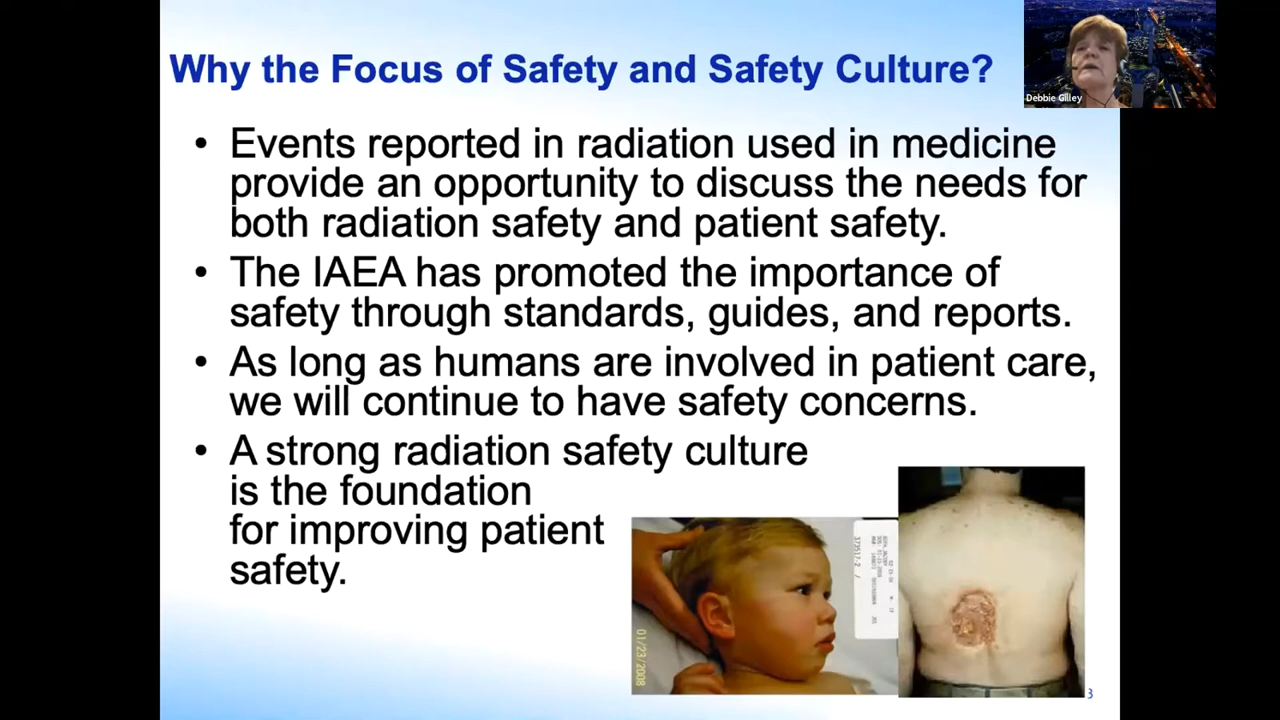 Why the Focus of Safety and Safety Culture?
Debbie Gilley
• Events reported in radiation used in medicine
provide an opportunity to discuss the needs for
both radiation safety and patient safety.
• The IAEA has promoted the importance of
safety through standards, guides, and reports.
• As long as humans are involved in patient care,
we will continue to have safety concerns.
• A strong radiation safety culture
is the foundation
for improving patient
safety.
01/23/2008
373517-2 /
3